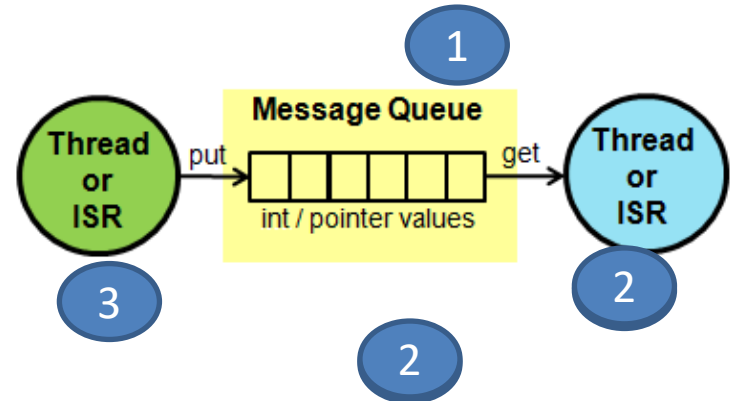 1
Message Queue
Thread
or
ISR
put
get
Thread
or
ISR
int / pointer values
3
2
2